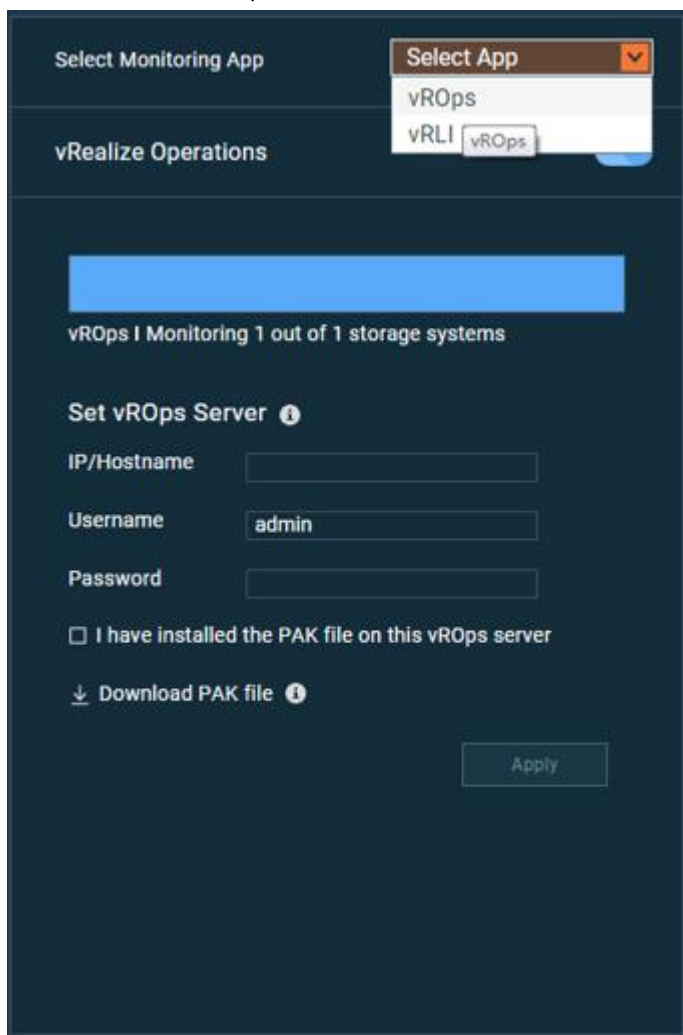 Select Monitoring App
Select App
vROps
vRLI
vROps
vRealize Operations
vROps I Monitoring 1 out of 1 storage systems
Set vROps Server
IP/Hostname
Username
admin
Password
I have installed the PAK file on this vROps server
Download PAK file
Apply